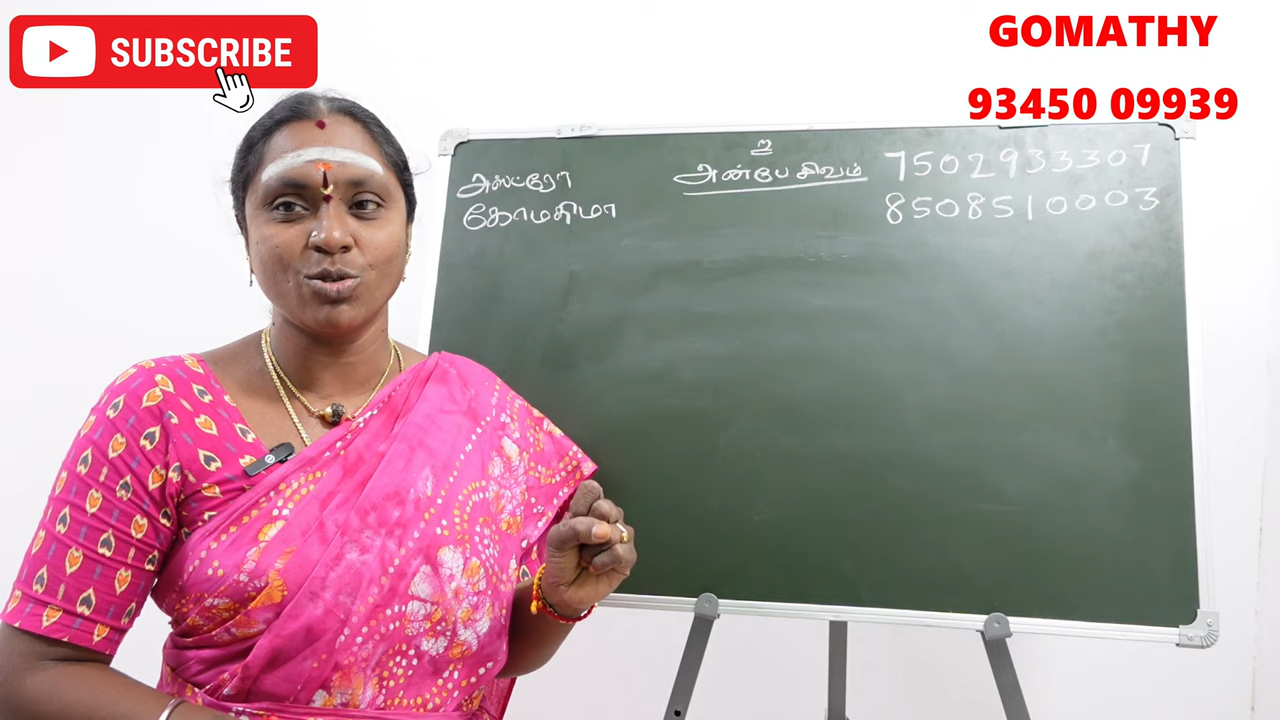 SUBSCRIBE
GOMATHY
93450 09939
உ
அன்பே சிவம்
அஸ்ட்ரோ
கோமதிமா
7502933307
8508510003